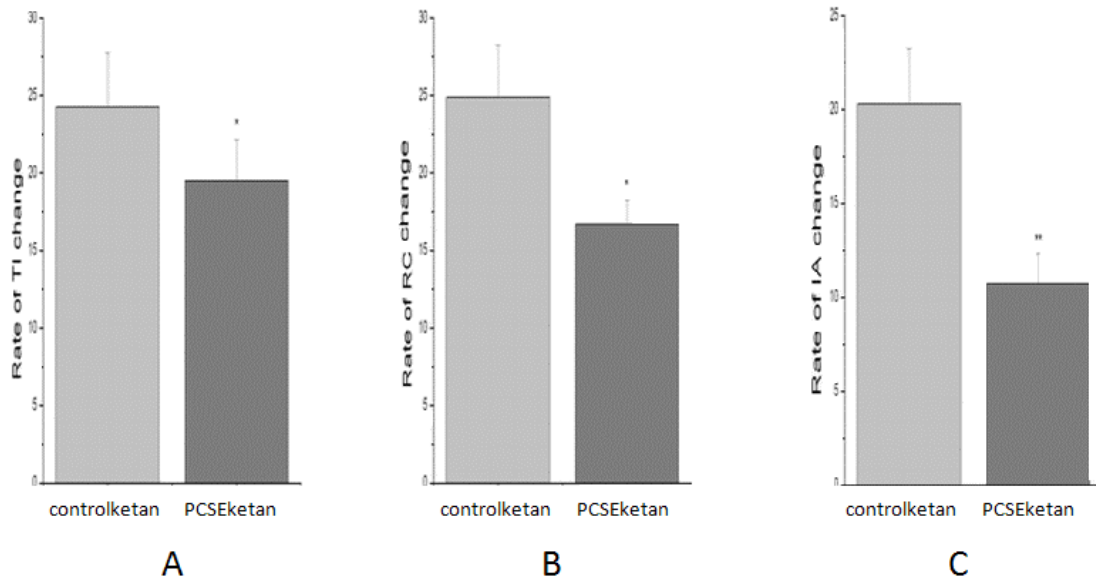 Rate of TI change
30
25
20
15
10
5
0
*
controlketan PCSEketan
A
Rate of RC change
30
25
20
15
10
5
0
*
controlketan PCSEketan
B
Rate of IA change
25
20
15
10
5
0
**
controlketan PCSEketan
C